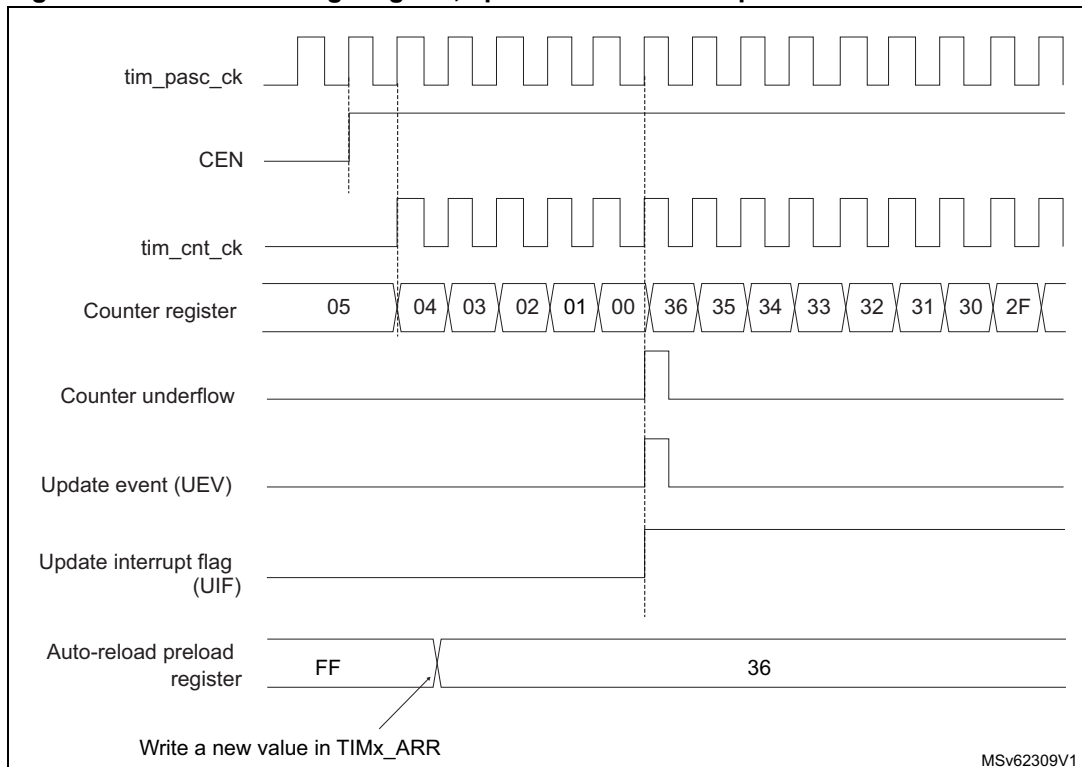 tim_pasc_ck
CEN
tim_cnt_ck
Counter register 05 04 03 02 01 00 36 35 34 33 32 31 30 2F
Counter underflow
Update event (UEV)
Update interrupt flag
(UIF)
Auto-reload preload
register
FF 36
Write a new value in TIMx_ARR
MSv62309V1